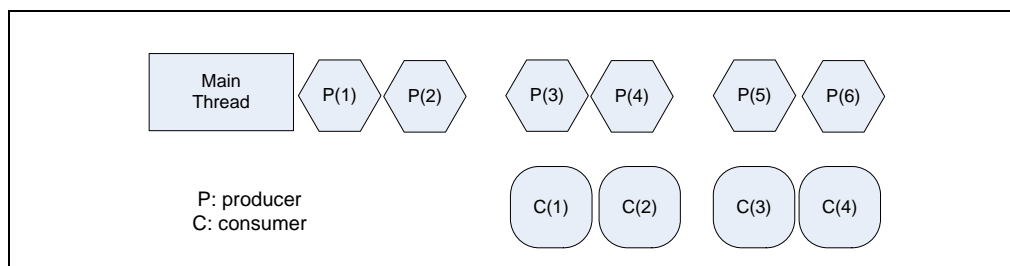 Main
Thread
P(1) P(2) P(3) P(4) P(5) P(6)
P: producer
C: consumer
C(1) C(2) C(3) C(4)